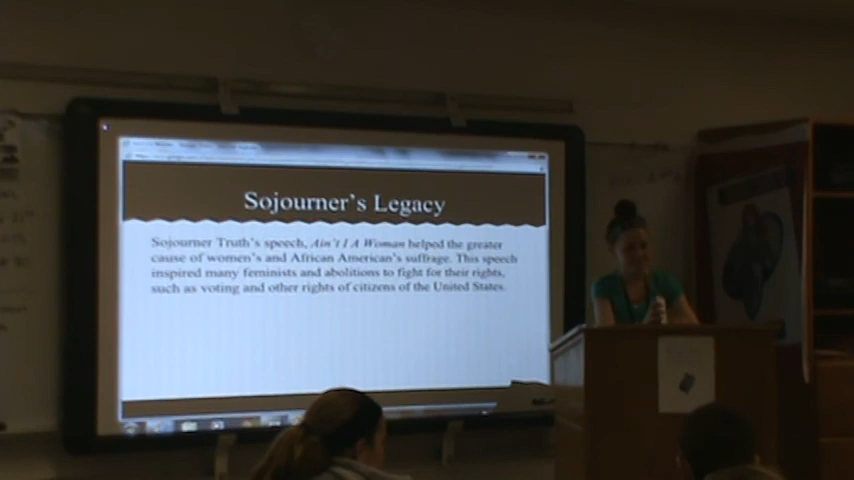 Sojourner's Legacy
Sojourner Truth's speech, Ain't I A Woman helped the greater
cause of women's and African American's suffrage. This speech
inspired many feminists and abolitions to fight for their rights,
such as voting and other rights of citizens of the United States.